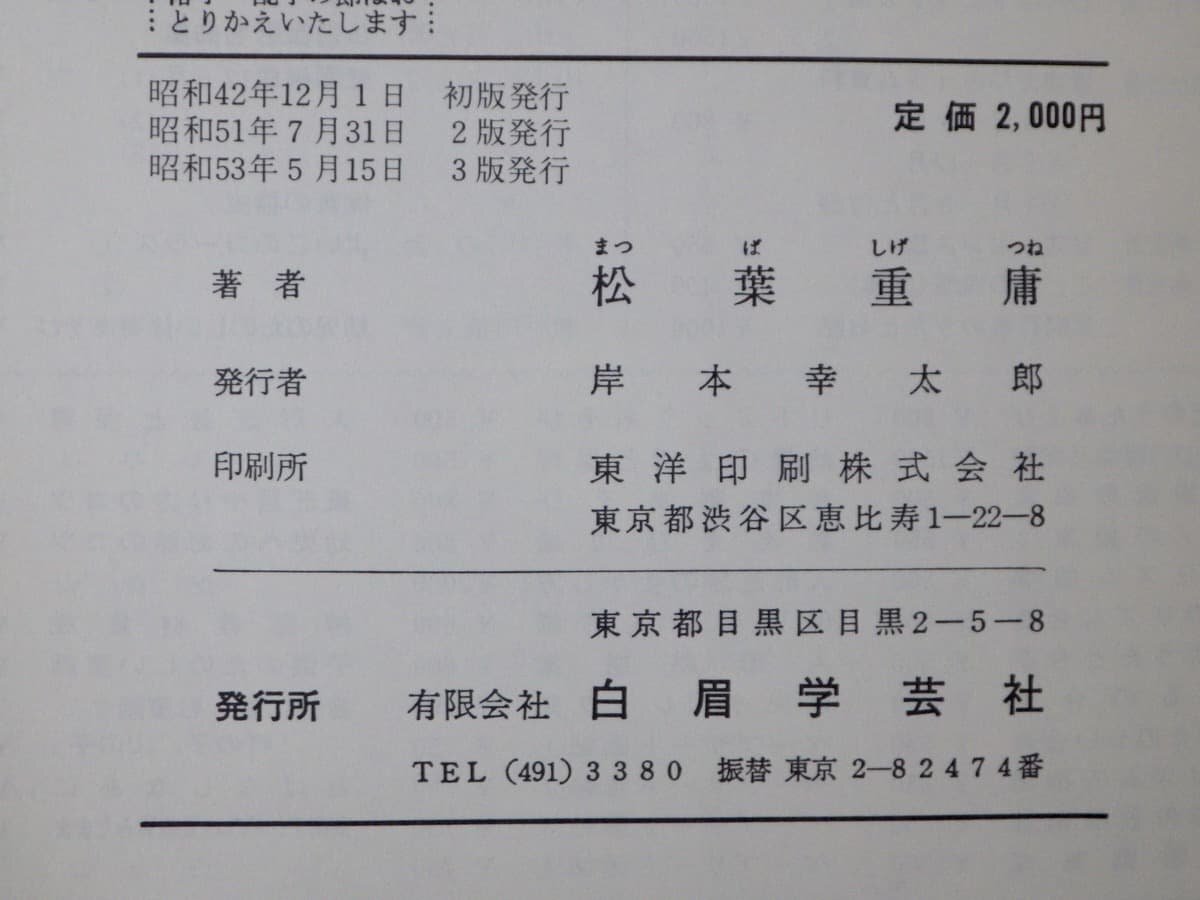 とりかえいたします
昭和42年12月1日 初版発行
昭和51年7月31日 2版発行
昭和53年5月15日 3版発行
定価 2,000円
まつ ば しげ つね
著者 松葉重庸
発行者 岸本幸太郎
印刷所 東洋印刷株式会社
東京都渋谷区恵比寿1—22—8
東京都目黒区目黒2—5—8
発行所 有限会社 白眉学芸社
TEL (491) 3380 振替 東京 2—82474番